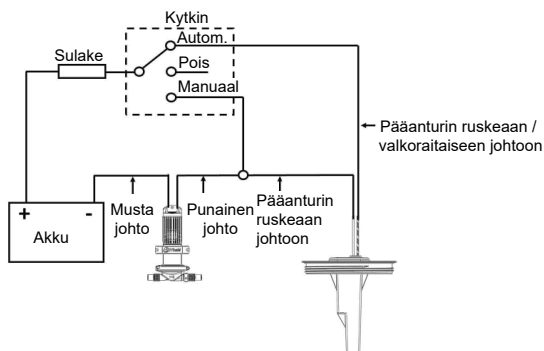 Kytkin
Autom.
Sulake
Pois
Manuaal
Pääanturin ruskeaan /
valkoraitaiseen johtoon
+ -
Akku
Musta
johto
Punainen
johto
Pääanturin
ruskeaan
johtoon